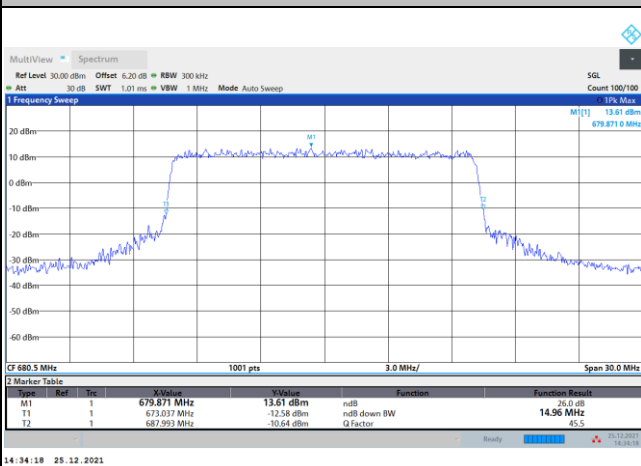 MultiView Spectrum
Ref Level 30.00 dBm Offset 6.20 dB RBW 300 kHz SGL
Att 30 dB SWT 1.01 ms VBW 1 MHz Mode Auto Sweep Count 100/100
1 Frequency Sweep 1Pk Max
M1[1] 13.61 dBm
679.871 0 MHz
M1
20 dBm
10 dBm
0 dBm
T1 T2
-10 dBm
-20 dBm
-30 dBm
-40 dBm
-50 dBm
-60 dBm
CF 680.5 MHz 1001 pts 3.0 MHz/ Span 30.0 MHz
2 Marker Table
Type Ref Trc X-Value Y-Value Function Function Result
M1 1 679.871 MHz 13.61 dBm ndB 26.0 dB
T1 1 673.037 MHz -12.58 dBm ndB down BW 14.96 MHz
T2 1 687.993 MHz -10.64 dBm Q Factor 45.5
Ready 25.12.2021
14:34:18
14:34:18 25.12.2021